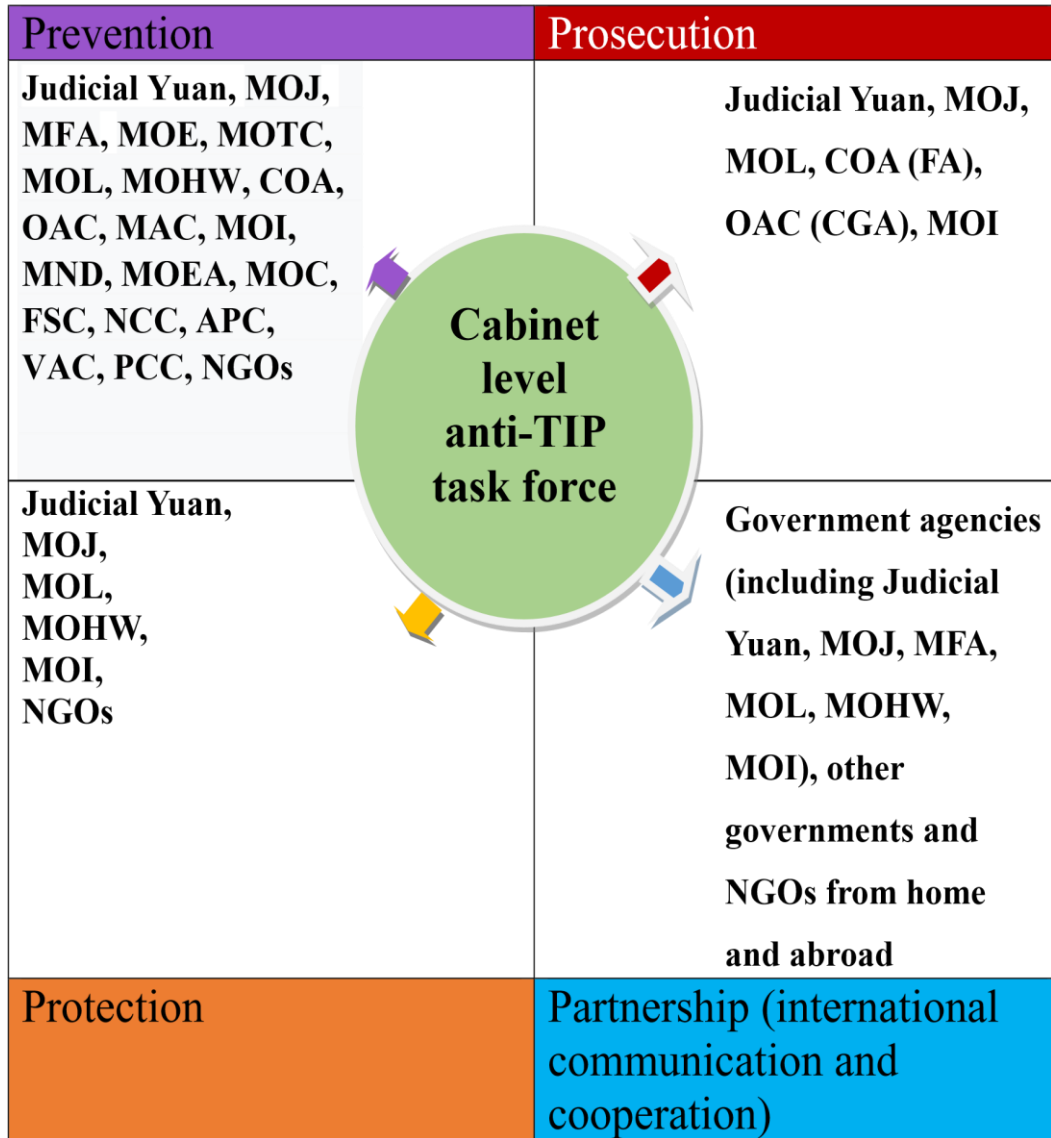 Prevention
Prosecution
Judicial Yuan, MOJ,
MFA, MOE, MOTC,
MOL, MOHW, COA,
OAC, MAC, MOI,
MND, MOEA, MOC,
FSC, NCC, APC,
VAC, PCC, NGOs
Judicial Yuan, MOJ,
MOL, COA (FA),
OAC (CGA), MOI
Cabinet
level
anti-TIP
task force
Judicial Yuan,
MOJ,
MOL,
MOHW,
MOI,
NGOs
Government agencies
(including Judicial
Yuan, MOJ, MFA,
MOL, MOHW,
MOI), other
governments and
NGOs from home
and abroad
Protection
Partnership (international
communication and
cooperation)